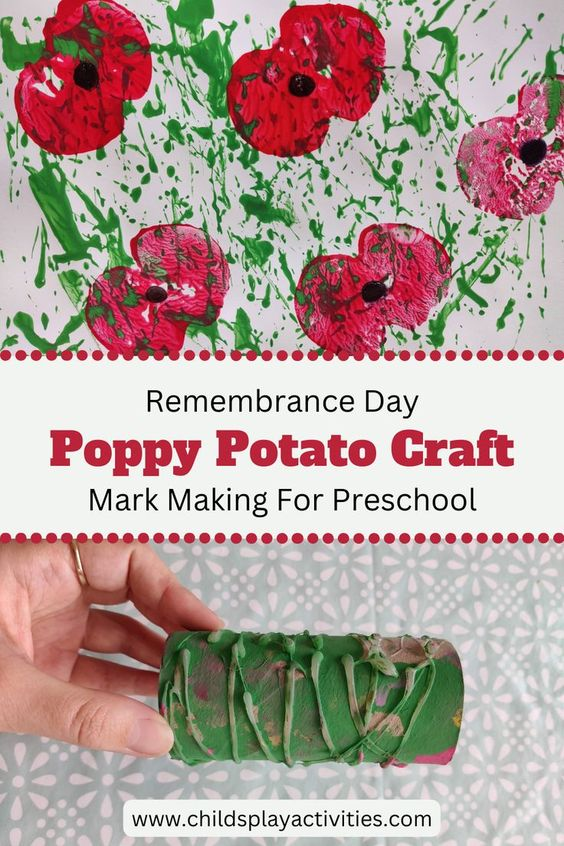 Remembrance Day
Poppy Potato Craft
Mark Making For Preschool
www.childsplayactivities.com